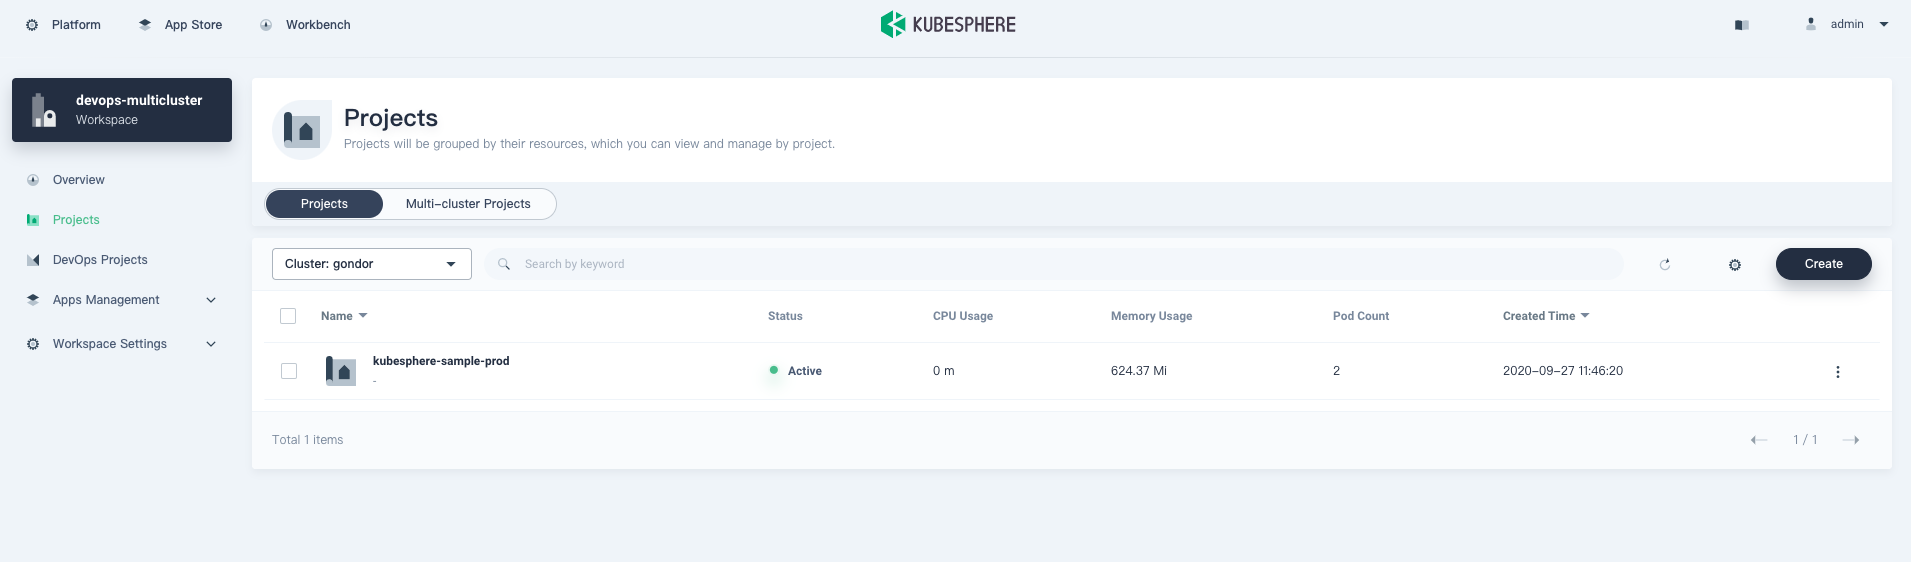 Platform App Store Workbench KUBESPHERE admin
devops-multicluster
Workspace
Overview
Projects
DevOps Projects
Apps Management
Workspace Settings
Projects
Projects will be grouped by their resources, which you can view and manage by project.
Projects Multi-cluster Projects
Cluster: gondor Search by keyword Create
Name Status CPU Usage Memory Usage Pod Count Created Time
kubesphere-sample-prod Active 0 m 624.37 Mi 2 2020-09-27 11:46:20
-
Total 1 items 1 / 1